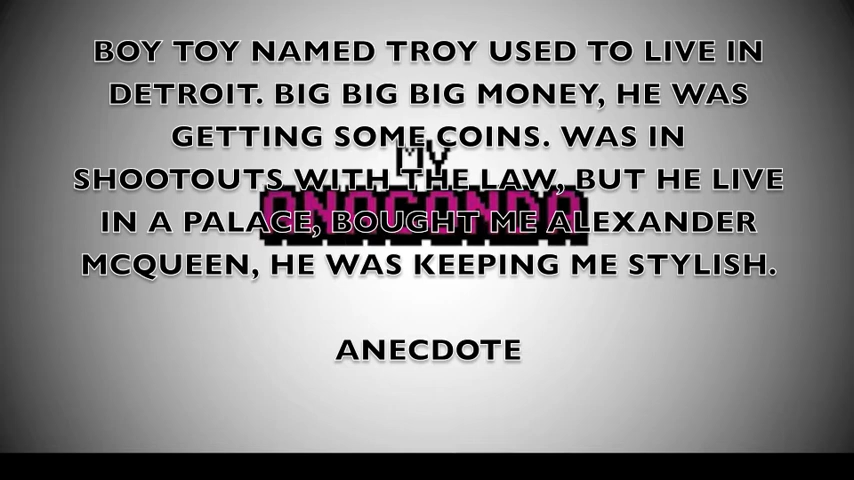 BOY TOY NAMED TROY USED TO LIVE IN
DETROIT. BIG BIG BIG MONEY, HE WAS
GETTING SOME COINS. WAS IN
MY
SHOOTOUTS WITH THE LAW, BUT HE LIVE
IN A PALACE, BOUGHT ME ALEXANDER
ANACONDA
MCQUEEN, HE WAS KEEPING ME STYLISH.
ANECDOTE